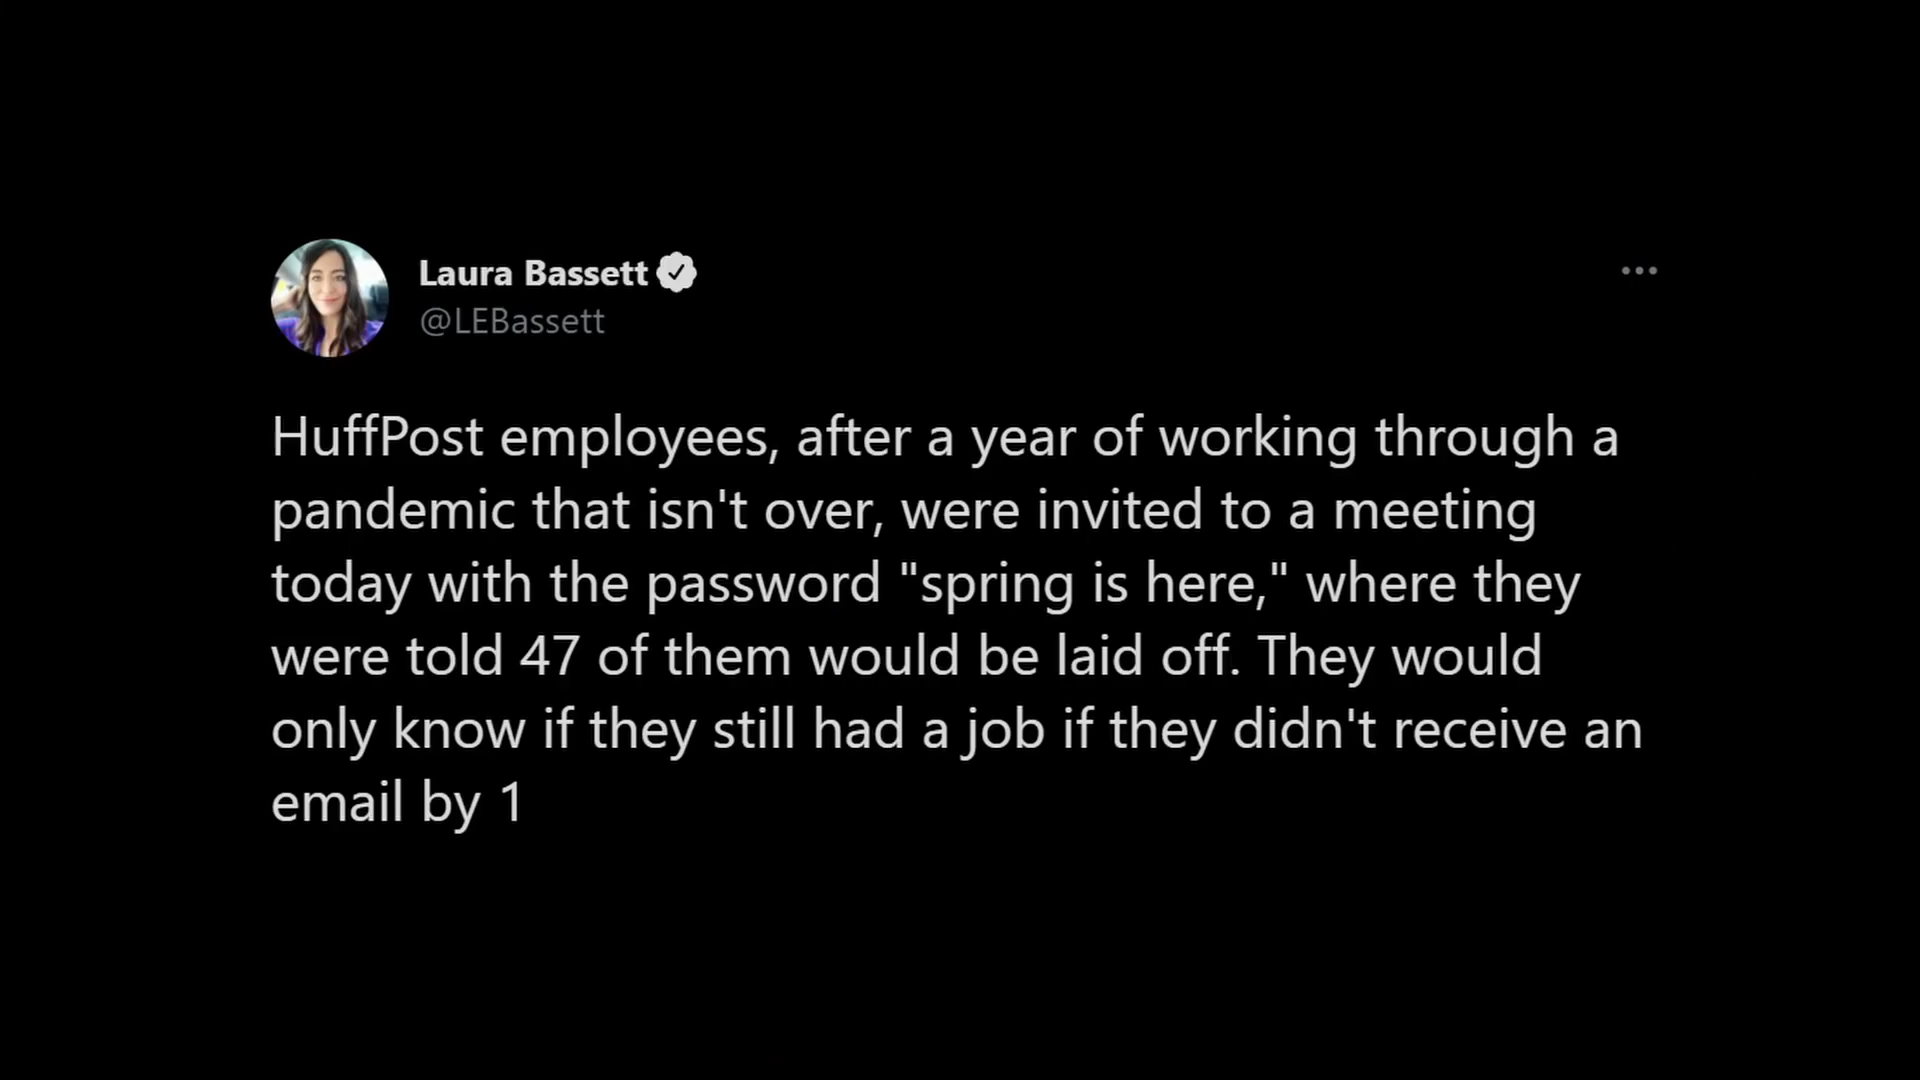 Laura Bassett
@LEBassett
HuffPost employees, after a year of working through a
pandemic that isn't over, were invited to a meeting
today with the password "spring is here," where they
were told 47 of them would be laid off. They would
only know if they still had a job if they didn't receive an
email by 1